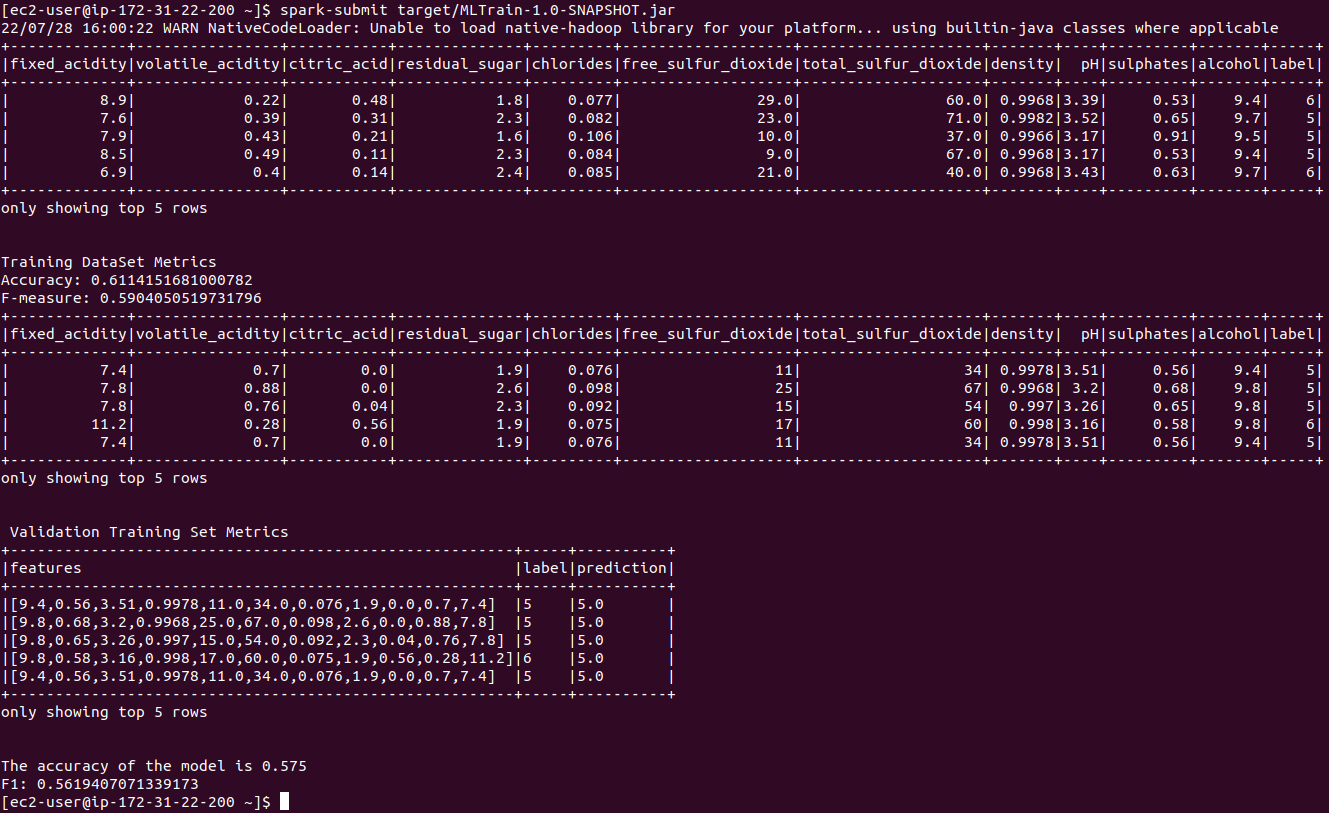 [ec2-user@ip-172-31-22-200 ~]$ spark-submit target/MLTrain-1.0-SNAPSHOT.jar
22/07/28 16:00:22 WARN NativeCodeLoader: Unable to load native-hadoop library for your platform... using builtin-java classes where applicable
+-------------+----------------+-----------+--------------+---------+-------------------+--------------------+-------+----+---------+-------+-----+
|fixed_acidity|volatile_acidity|citric_acid|residual_sugar|chlorides|free_sulfur_dioxide|total_sulfur_dioxide|density|  pH|sulphates|alcohol|label|
+-------------+----------------+-----------+--------------+---------+-------------------+--------------------+-------+----+---------+-------+-----+
|          8.9|            0.22|       0.48|           1.8|    0.077|               29.0|                60.0| 0.9968|3.39|     0.53|    9.4|    6|
|          7.6|            0.39|       0.31|           2.3|    0.082|               23.0|                71.0| 0.9982|3.52|     0.65|    9.7|    5|
|          7.9|            0.43|       0.21|           1.6|    0.106|               10.0|                37.0| 0.9966|3.17|     0.91|    9.5|    5|
|          8.5|            0.49|       0.11|           2.3|    0.084|                9.0|                67.0| 0.9968|3.17|     0.53|    9.4|    5|
|          6.9|             0.4|       0.14|           2.4|    0.085|               21.0|                40.0| 0.9968|3.43|     0.63|    9.7|    6|
+-------------+----------------+-----------+--------------+---------+-------------------+--------------------+-------+----+---------+-------+-----+
only showing top 5 rows
Training DataSet Metrics
Accuracy: 0.6114151681000782
F-measure: 0.5904050519731796
+-------------+----------------+-----------+--------------+---------+-------------------+--------------------+-------+----+---------+-------+-----+
|fixed_acidity|volatile_acidity|citric_acid|residual_sugar|chlorides|free_sulfur_dioxide|total_sulfur_dioxide|density|  pH|sulphates|alcohol|label|
+-------------+----------------+-----------+--------------+---------+-------------------+--------------------+-------+----+---------+-------+-----+
|          7.4|             0.7|        0.0|           1.9|    0.076|                 11|                  34| 0.9978|3.51|     0.56|    9.4|    5|
|          7.8|            0.88|        0.0|           2.6|    0.098|                 25|                  67| 0.9968| 3.2|     0.68|    9.8|    5|
|          7.8|            0.76|       0.04|           2.3|    0.092|                 15|                  54|  0.997|3.26|     0.65|    9.8|    5|
|         11.2|            0.28|       0.56|           1.9|    0.075|                 17|                  60|  0.998|3.16|     0.58|    9.8|    6|
|          7.4|             0.7|        0.0|           1.9|    0.076|                 11|                  34| 0.9978|3.51|     0.56|    9.4|    5|
+-------------+----------------+-----------+--------------+---------+-------------------+--------------------+-------+----+---------+-------+-----+
only showing top 5 rows
 Validation Training Set Metrics
+--------------------------------------------------------+-----+----------+
|features                                                |label|prediction|
+--------------------------------------------------------+-----+----------+
|[9.4,0.56,3.51,0.9978,11.0,34.0,0.076,1.9,0.0,0.7,7.4]  |5    |5.0       |
|[9.8,0.68,3.2,0.9968,25.0,67.0,0.098,2.6,0.0,0.88,7.8]  |5    |5.0       |
|[9.8,0.65,3.26,0.997,15.0,54.0,0.092,2.3,0.04,0.76,7.8] |5    |5.0       |
|[9.8,0.58,3.16,0.998,17.0,60.0,0.075,1.9,0.56,0.28,11.2]|6    |5.0       |
|[9.4,0.56,3.51,0.9978,11.0,34.0,0.076,1.9,0.0,0.7,7.4]  |5    |5.0       |
+--------------------------------------------------------+-----+----------+
only showing top 5 rows
The accuracy of the model is 0.575
F1: 0.5619407071339173
[ec2-user@ip-172-31-22-200 ~]$